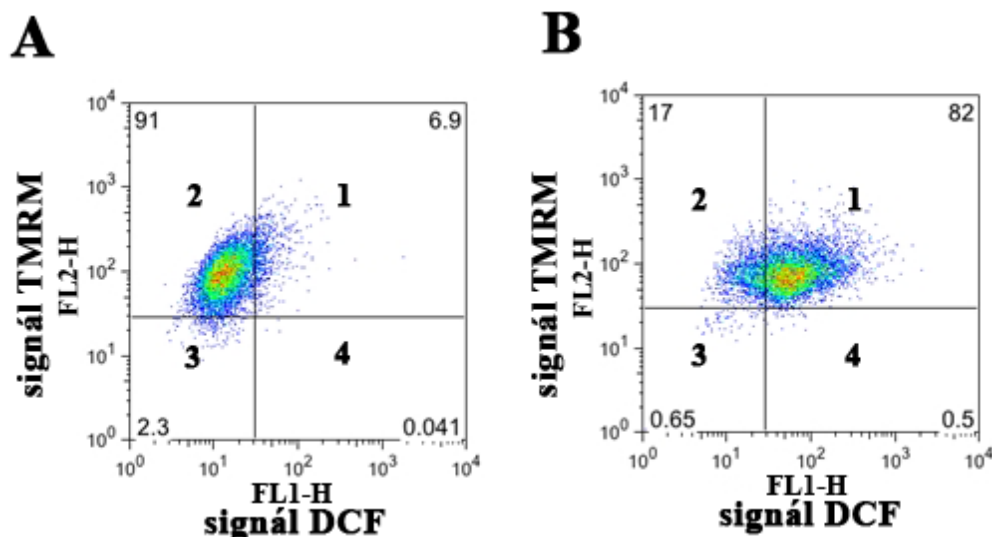 A
B
signál TMRM
FL2-H
10⁴
10³
10²
10¹
10⁰
91
6.9
2
1
3
4
2.3
0.041
10⁰ 10¹ 10² 10³ 10⁴
FL1-H
signál DCF
signál TMRM
FL2-H
10⁴
10³
10²
10¹
10⁰
17
82
2
1
3
4
0.65
0.5
10⁰ 10¹ 10² 10³ 10⁴
FL1-H
signál DCF